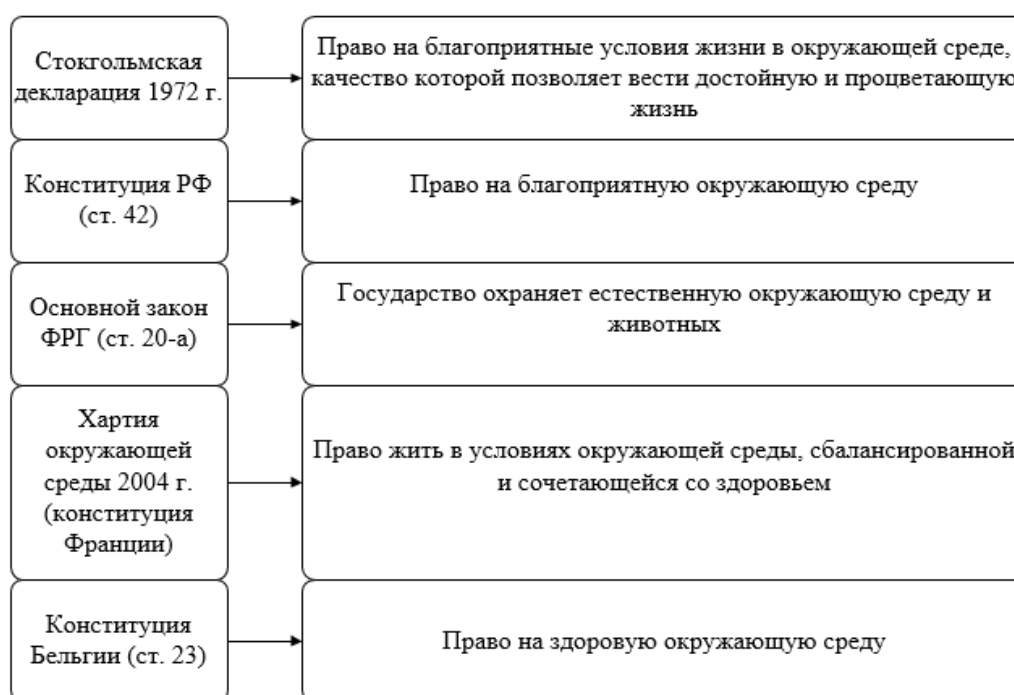 Стокгольмская
декларация 1972 г.
Право на благоприятные условия жизни в окружающей среде,
качество которой позволяет вести достойную и процветающую
жизнь
Конституция РФ
(ст. 42)
Право на благоприятную окружающую среду
Основной закон
ФРГ (ст. 20-а)
Государство охраняет естественную окружающую среду и
животных
Хартия
окружающей
среды 2004 г.
(конституция
Франции)
Право жить в условиях окружающей среды, сбалансированной
и сочетающейся со здоровьем
Конституция
Бельгии (ст. 23)
Право на здоровую окружающую среду